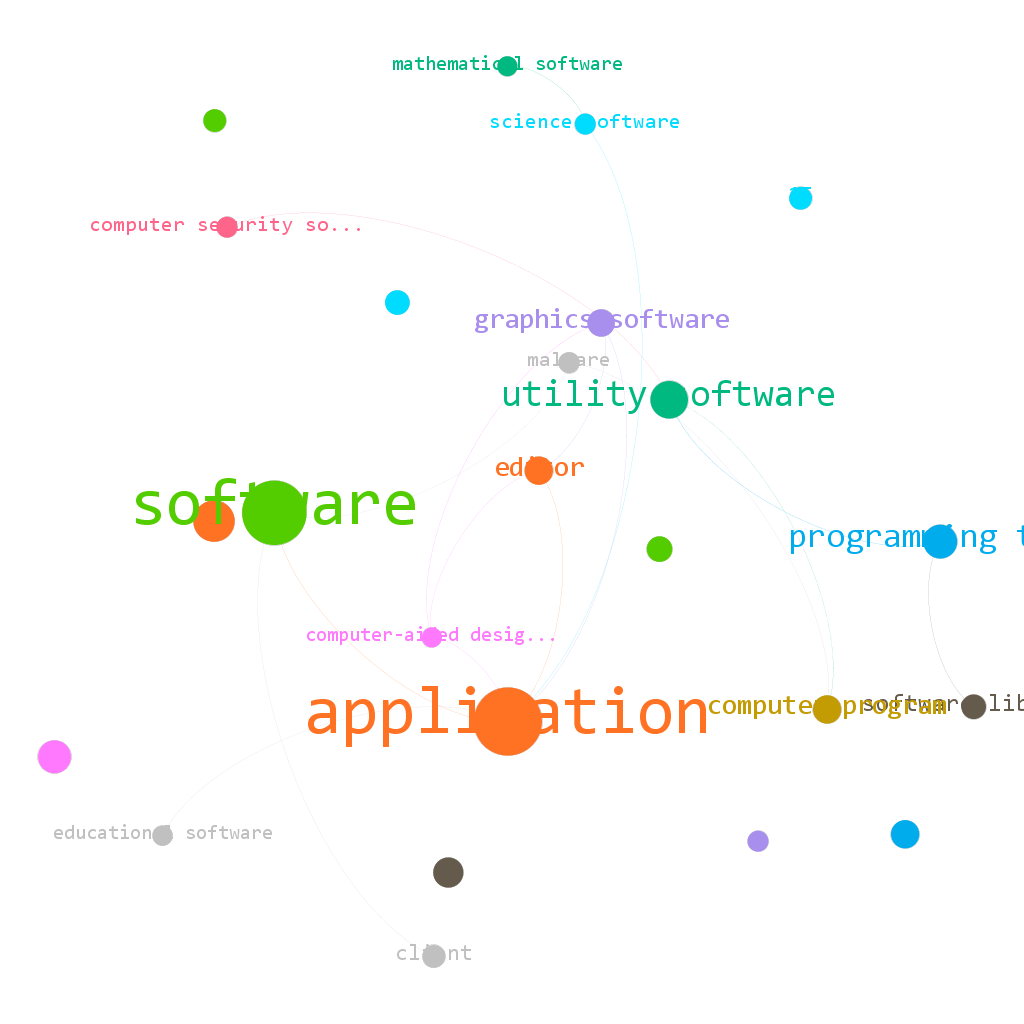 mathematical software
science software
computer security so...
graphics software
malware
utility software
editor
software
programming t
computer-aided desig...
application
computer program
software lib
educational software
client